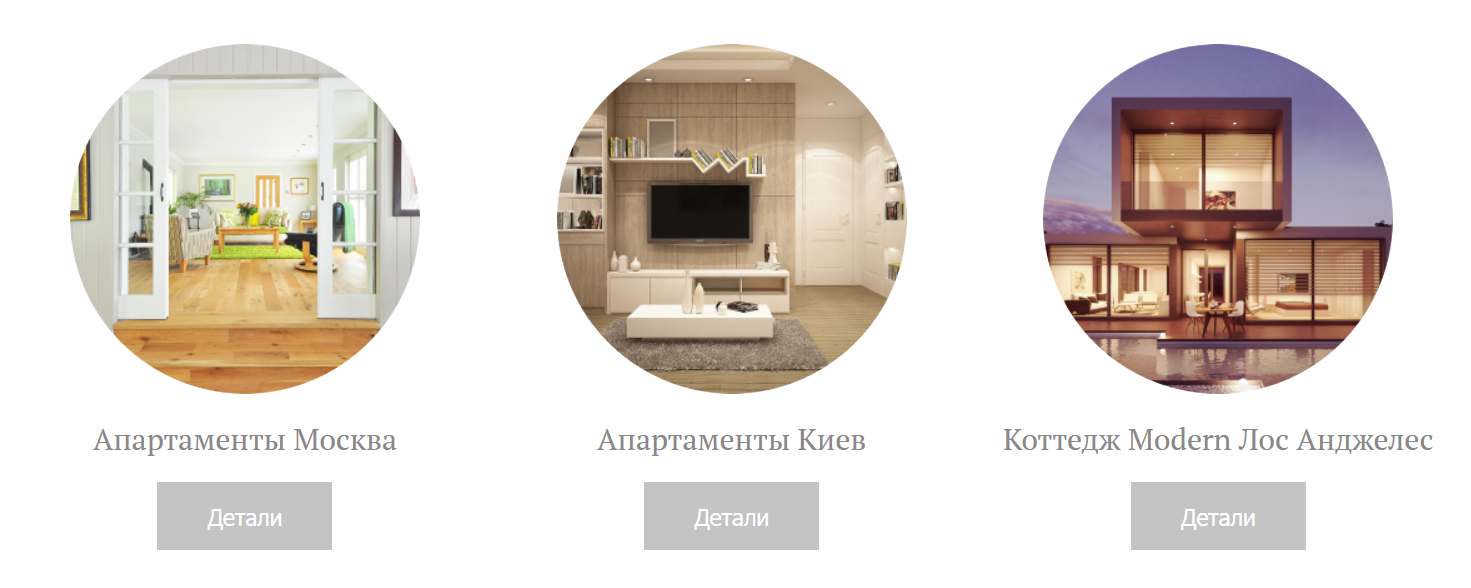 Апартаменты Москва
Апартаменты Киев
Коттедж Modern Лос Анджелес
Детали
Детали
Детали